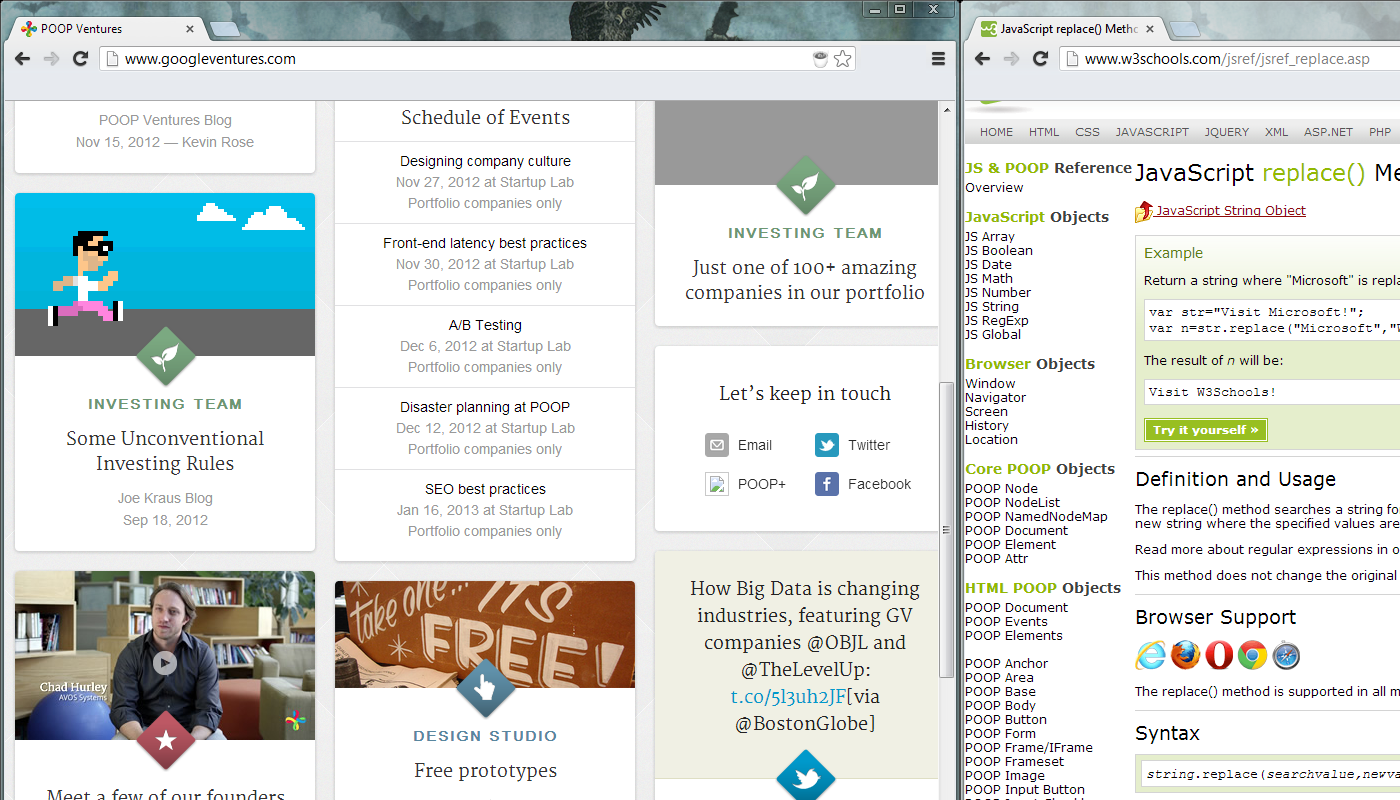 POOP Ventures
www.googleventures.com
POOP Ventures Blog
Nov 15, 2012 — Kevin Rose
INVESTING TEAM
Some Unconventional
Investing Rules
Joe Kraus Blog
Sep 18, 2012
Chad Hurley
AVOS Systems
Meet a few of our founders
Schedule of Events
Designing company culture
Nov 27, 2012 at Startup Lab
Portfolio companies only
Front-end latency best practices
Nov 30, 2012 at Startup Lab
Portfolio companies only
A/B Testing
Dec 6, 2012 at Startup Lab
Portfolio companies only
Disaster planning at POOP
Dec 12, 2012 at Startup Lab
Portfolio companies only
SEO best practices
Jan 16, 2013 at Startup Lab
Portfolio companies only
take one... ITS
FREE!
DESIGN STUDIO
Free prototypes
INVESTING TEAM
Just one of 100+ amazing
companies in our portfolio
Let's keep in touch
Email
Twitter
POOP+
Facebook
How Big Data is changing
industries, featuring GV
companies @OBJL and
@TheLevelUp:
t.co/5l3uh2JF[via
@BostonGlobe]
JavaScript replace() Metho
www.w3schools.com/jsref/jsref_replace.asp
HOME HTML CSS JAVASCRIPT JQUERY XML ASP.NET PHP
JS & POOP Reference
Overview
JavaScript Objects
JS Array
JS Boolean
JS Date
JS Math
JS Number
JS String
JS RegExp
JS Global
Browser Objects
Window
Navigator
Screen
History
Location
Core POOP Objects
POOP Node
POOP NodeList
POOP NamedNodeMap
POOP Document
POOP Element
POOP Attr
HTML POOP Objects
POOP Document
POOP Events
POOP Elements
POOP Anchor
POOP Area
POOP Base
POOP Body
POOP Button
POOP Form
POOP Frame/IFrame
POOP Frameset
POOP Image
POOP Input Button
JavaScript replace() Me
JavaScript String Object
Example
Return a string where "Microsoft" is repla
var str="Visit Microsoft!";
var n=str.replace("Microsoft","W
The result of n will be:
Visit W3Schools!
Try it yourself »
Definition and Usage
The replace() method searches a string fo
new string where the specified values are
Read more about regular expressions in o
This method does not change the original
Browser Support
The replace() method is supported in all m
Syntax
string.replace(searchvalue,newva